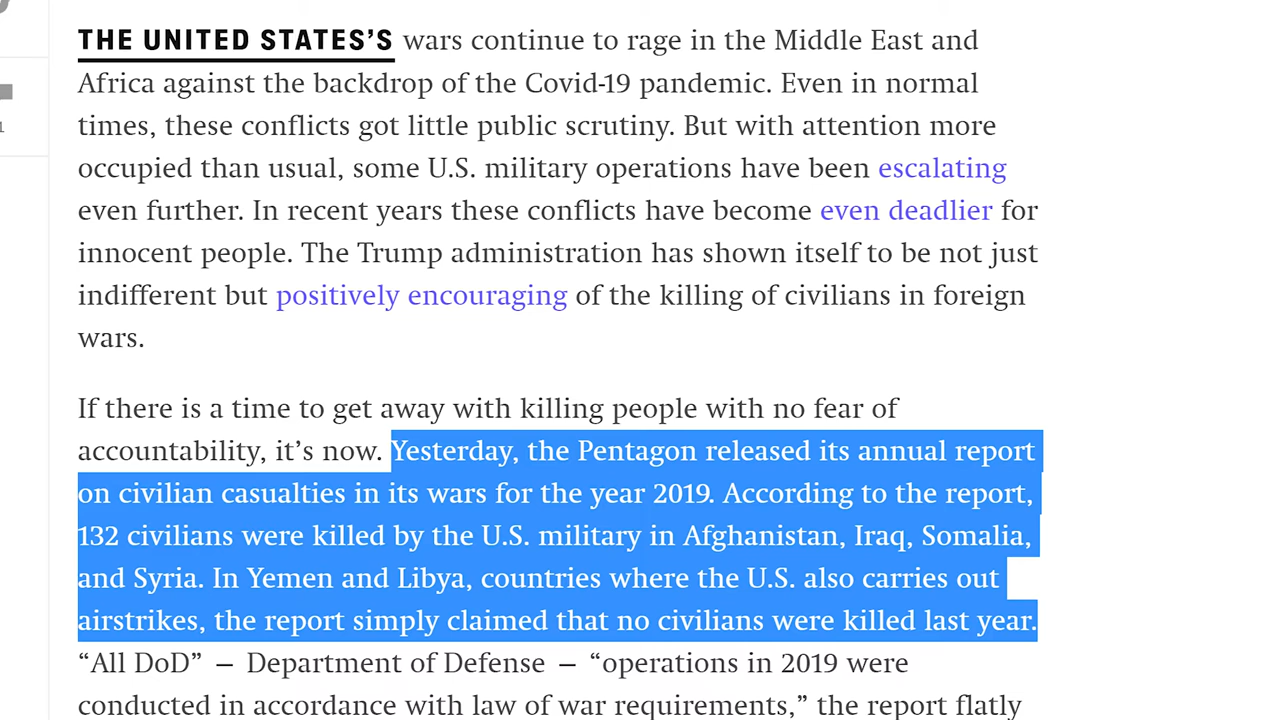 THE UNITED STATES’S wars continue to rage in the Middle East and
Africa against the backdrop of the Covid-19 pandemic. Even in normal
times, these conflicts got little public scrutiny. But with attention more
occupied than usual, some U.S. military operations have been escalating
even further. In recent years these conflicts have become even deadlier for
innocent people. The Trump administration has shown itself to be not just
indifferent but positively encouraging of the killing of civilians in foreign
wars.
If there is a time to get away with killing people with no fear of
accountability, it’s now. Yesterday, the Pentagon released its annual report
on civilian casualties in its wars for the year 2019. According to the report,
132 civilians were killed by the U.S. military in Afghanistan, Iraq, Somalia,
and Syria. In Yemen and Libya, countries where the U.S. also carries out
airstrikes, the report simply claimed that no civilians were killed last year.
“All DoD” — Department of Defense — “operations in 2019 were
conducted in accordance with law of war requirements,” the report flatly